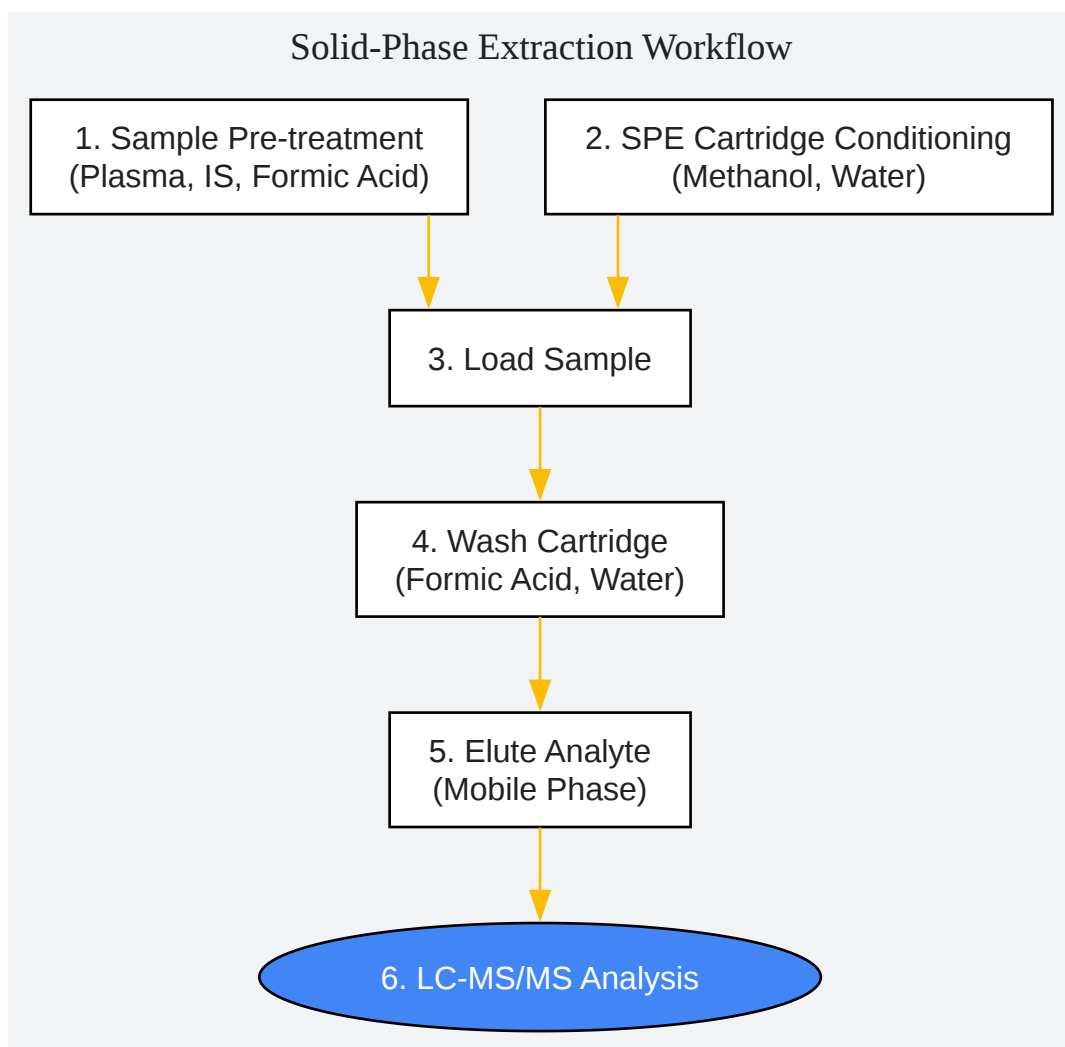 Solid-Phase Extraction Workflow
1. Sample Pre-treatment
(Plasma, IS, Formic Acid)
2. SPE Cartridge Conditioning
(Methanol, Water)
3. Load Sample
4. Wash Cartridge
(Formic Acid, Water)
5. Elute Analyte
(Mobile Phase)
6. LC-MS/MS Analysis